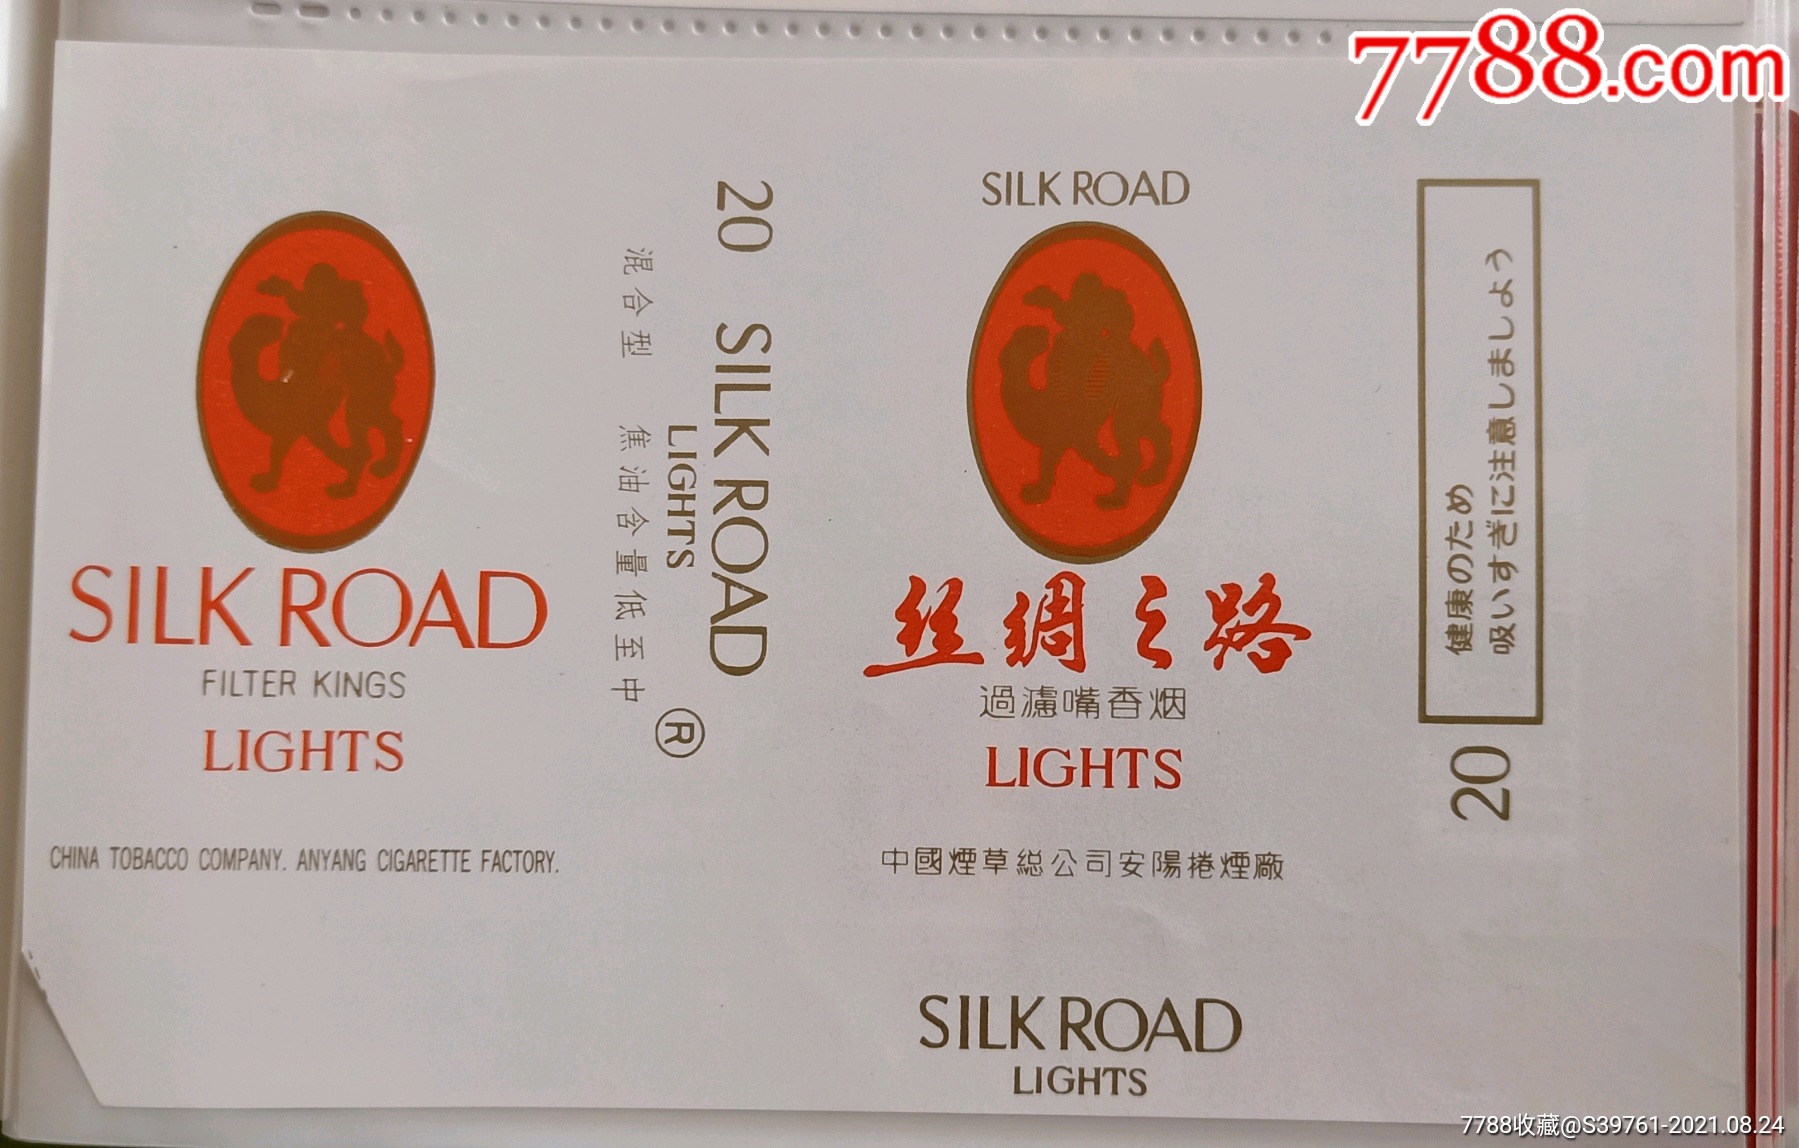 7788.com
SILK ROAD
FILTER KINGS
LIGHTS
CHINA TOBACCO COMPANY. ANYANG CIGARETTE FACTORY.
20 SILK ROAD
LIGHTS
混合型 焦油含量低至中
®
SILK ROAD
丝绸之路
過濾嘴香烟
LIGHTS
中國煙草総公司安陽捲煙廠
SILK ROAD
LIGHTS
健康のため
吸いすぎに注意しましょう
20
7788收藏@S39761-2021.08.24